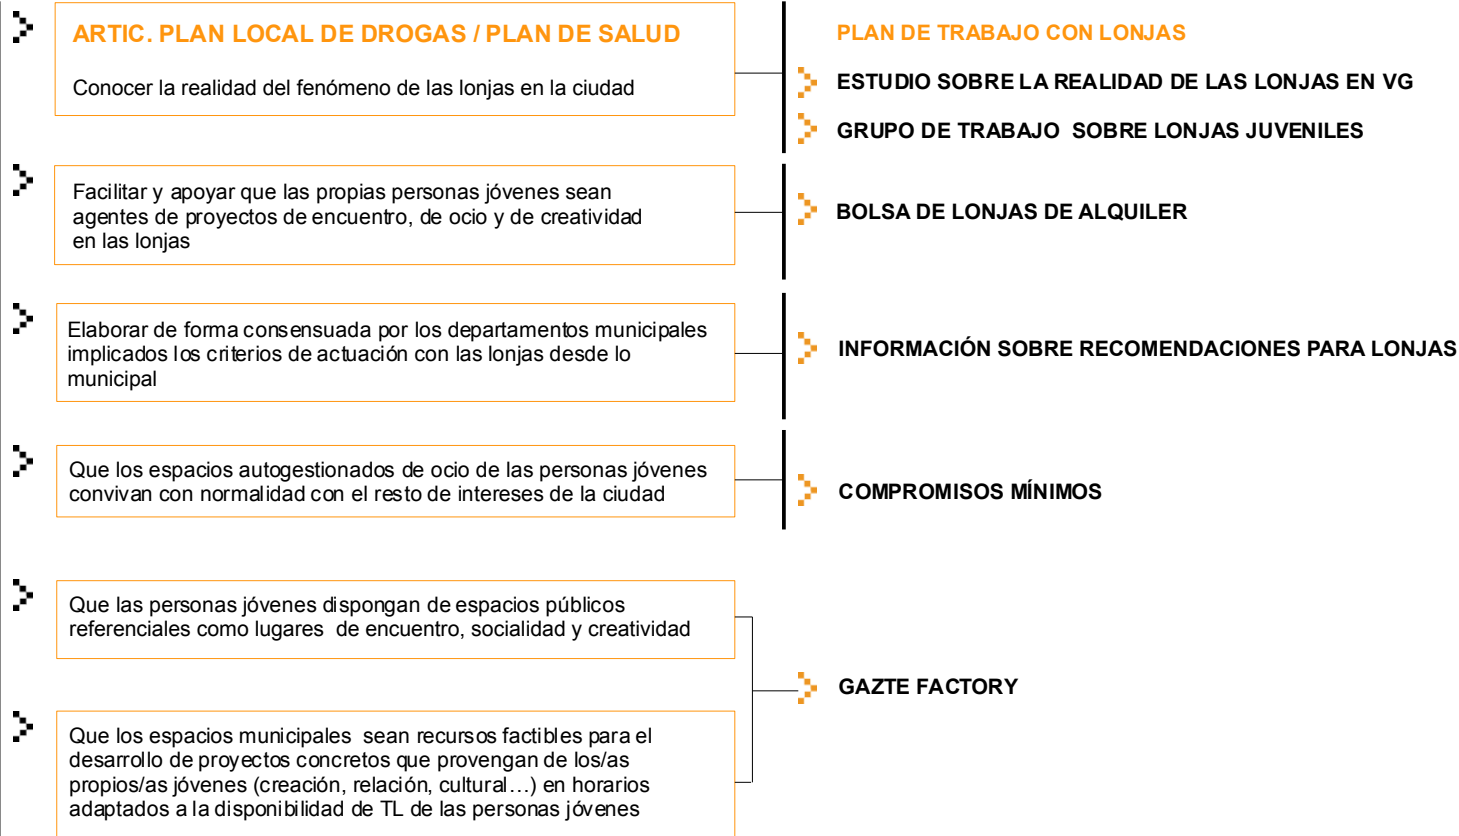 ARTIC. PLAN LOCAL DE DROGAS / PLAN DE SALUD
Conocer la realidad del fenómeno de las lonjas en la ciudad
PLAN DE TRABAJO CON LONJAS
ESTUDIO SOBRE LA REALIDAD DE LAS LONJAS EN VG
GRUPO DE TRABAJO SOBRE LONJAS JUVENILES
Facilitar y apoyar que las propias personas jóvenes sean
agentes de proyectos de encuentro, de ocio y de creatividad
en las lonjas
BOLSA DE LONJAS DE ALQUILER
Elaborar de forma consensuada por los departamentos municipales
implicados los criterios de actuación con las lonjas desde lo
municipal
INFORMACIÓN SOBRE RECOMENDACIONES PARA LONJAS
Que los espacios autogestionados de ocio de las personas jóvenes
convivan con normalidad con el resto de intereses de la ciudad
COMPROMISOS MÍNIMOS
Que las personas jóvenes dispongan de espacios públicos
referenciales como lugares de encuentro, socialidad y creatividad
GAZTE FACTORY
Que los espacios municipales sean recursos factibles para el
desarrollo de proyectos concretos que provengan de los/as
propios/as jóvenes (creación, relación, cultural…) en horarios
adaptados a la disponibilidad de TL de las personas jóvenes